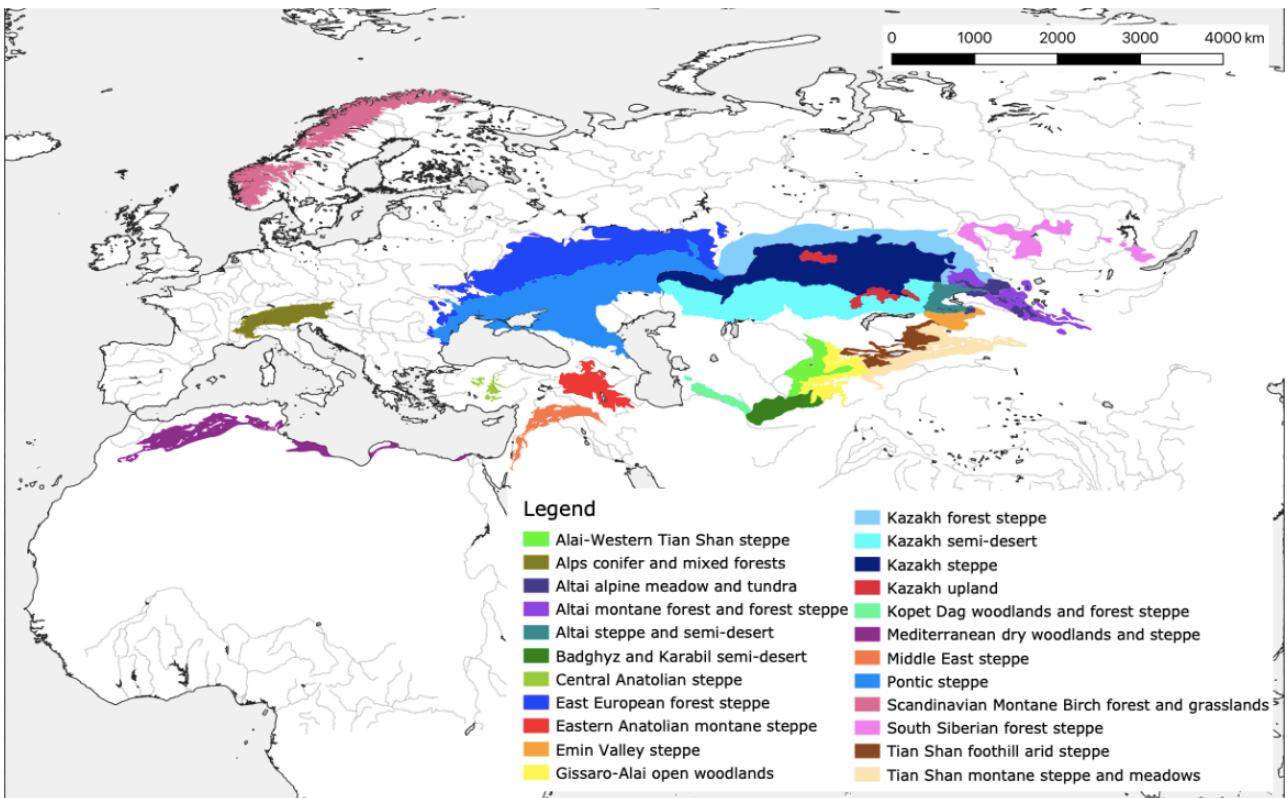 0 1000 2000 3000 4000 km
Legend
Alai-Western Tian Shan steppe
Alps conifer and mixed forests
Altai alpine meadow and tundra
Altai montane forest and forest steppe
Altai steppe and semi-desert
Badghyz and Karabil semi-desert
Central Anatolian steppe
East European forest steppe
Eastern Anatolian montane steppe
Emin Valley steppe
Gissaro-Alai open woodlands
Kazakh forest steppe
Kazakh semi-desert
Kazakh steppe
Kazakh upland
Kopet Dag woodlands and forest steppe
Mediterranean dry woodlands and steppe
Middle East steppe
Pontic steppe
Scandinavian Montane Birch forest and grasslands
South Siberian forest steppe
Tian Shan foothill arid steppe
Tian Shan montane steppe and meadows